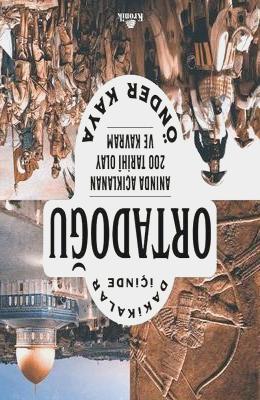 DAKİKALAR
İÇİNDE
ORTADOĞU
ANINDA AÇIKLANAN
200 TARİHİ OLAY
VE KAVRAM
ÖNDER KAYA
Kronik